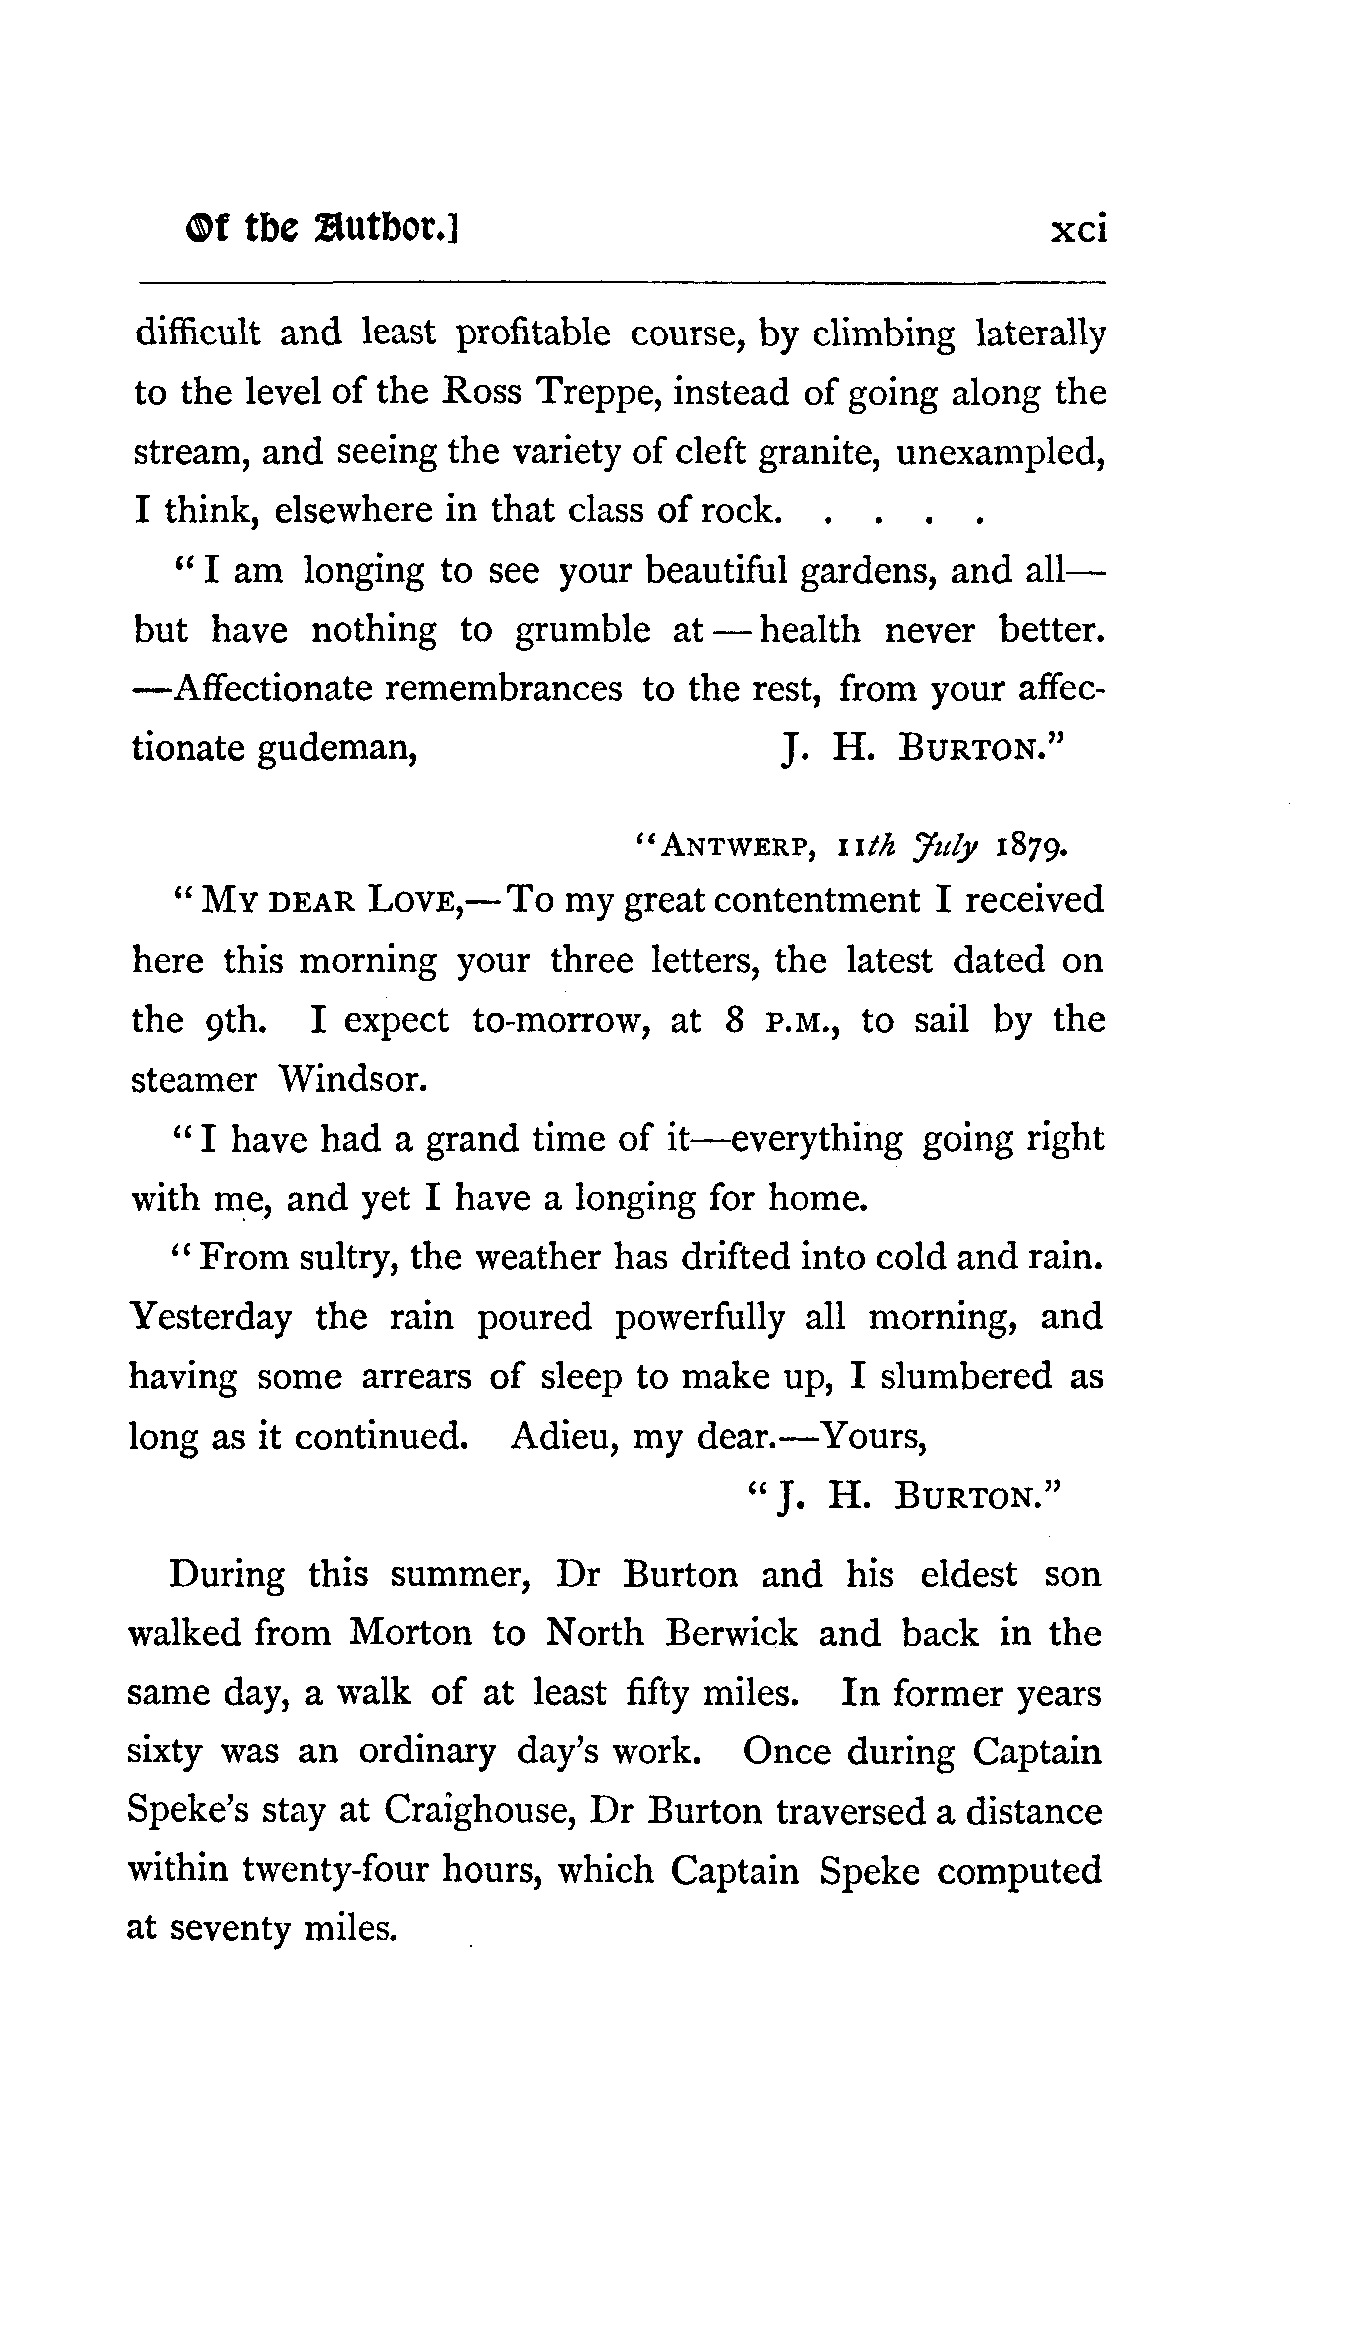 Of the Author.] xci
difficult and least profitable course, by climbing laterally
to the level of the Ross Treppe, instead of going along the
stream, and seeing the variety of cleft granite, unexampled,
I think, elsewhere in that class of rock. . . . .
“I am longing to see your beautiful gardens, and all—
but have nothing to grumble at — health never better.
—Affectionate remembrances to the rest, from your affec-
tionate gudeman, J. H. BURTON.”
“ANTWERP, 11th July 1879.
“MY DEAR LOVE,—To my great contentment I received
here this morning your three letters, the latest dated on
the 9th. I expect to-morrow, at 8 P.M., to sail by the
steamer Windsor.
“I have had a grand time of it—everything going right
with me, and yet I have a longing for home.
“From sultry, the weather has drifted into cold and rain.
Yesterday the rain poured powerfully all morning, and
having some arrears of sleep to make up, I slumbered as
long as it continued. Adieu, my dear.—Yours,
“J. H. BURTON.”
During this summer, Dr Burton and his eldest son
walked from Morton to North Berwick and back in the
same day, a walk of at least fifty miles. In former years
sixty was an ordinary day’s work. Once during Captain
Speke’s stay at Craighouse, Dr Burton traversed a distance
within twenty-four hours, which Captain Speke computed
at seventy miles.